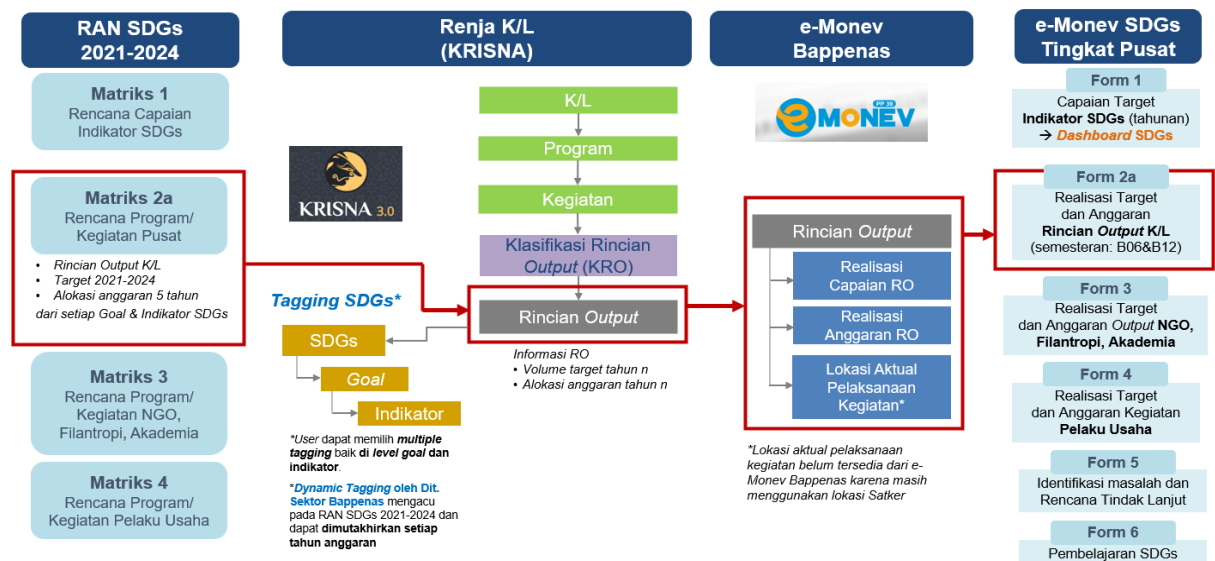 RAN SDGs
2021-2024
Matriks 1
Rencana Capaian
Indikator SDGs
Matriks 2a
Rencana Program/
Kegiatan Pusat
• Rincian Output K/L
• Target 2021-2024
• Alokasi anggaran 5 tahun
dari setiap Goal & Indikator SDGs
Matriks 3
Rencana Program/
Kegiatan NGO,
Filantropi, Akademia
Matriks 4
Rencana Program/
Kegiatan Pelaku Usaha
Renja K/L
(KRISNA)
KRISNA 3.0
K/L
Program
Kegiatan
Klasifikasi Rincian
Output (KRO)
Rincian Output
Tagging SDGs*
SDGs
Goal
Indikator
Informasi RO
• Volume target tahun n
• Alokasi anggaran tahun n
*User dapat memilih multiple
tagging baik di level goal dan
indikator.
*Dynamic Tagging oleh Dit.
Sektor Bappenas mengacu
pada RAN SDGs 2021-2024 dan
dapat dimutakhirkan setiap
tahun anggaran
e-Monev
Bappenas
PP 39
eMONEV
Rincian Output
Realisasi
Capaian RO
Realisasi
Anggaran RO
Lokasi Aktual
Pelaksanaan
Kegiatan*
*Lokasi aktual pelaksanaan
kegiatan belum tersedia dari e-
Monev Bappenas karena masih
menggunakan lokasi Satker
e-Monev SDGs
Tingkat Pusat
Form 1
Capaian Target
Indikator SDGs (tahunan)
→ Dashboard SDGs
Form 2a
Realisasi Target
dan Anggaran
Rincian Output K/L
(semesteran: B06&B12)
Form 3
Realisasi Target
dan Anggaran Output NGO,
Filantropi, Akademia
Form 4
Realisasi Target
dan Anggaran Kegiatan
Pelaku Usaha
Form 5
Identifikasi masalah dan
Rencana Tindak Lanjut
Form 6
Pembelajaran SDGs